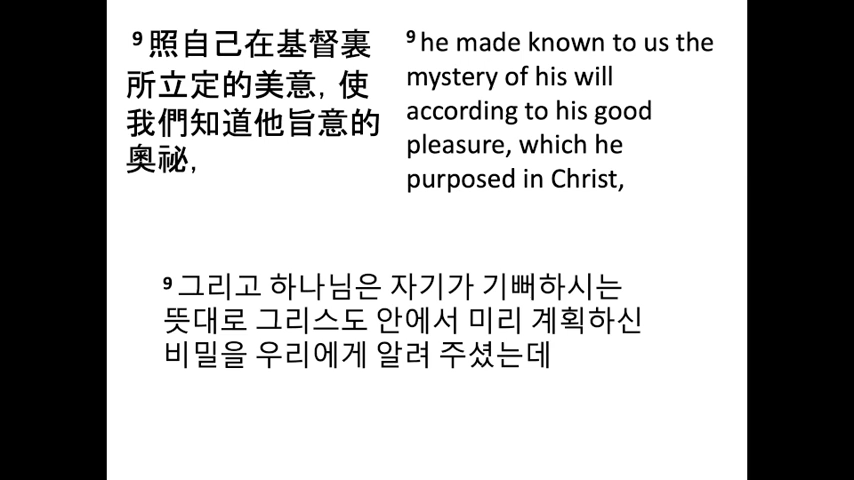 9 照自己在基督裏
所立定的美意，使
我們知道他旨意的
奧祕，
9 he made known to us the
mystery of his will
according to his good
pleasure, which he
purposed in Christ,
9 그리고 하나님은 자기가 기뻐하시는
뜻대로 그리스도 안에서 미리 계획하신
비밀을 우리에게 알려 주셨는데